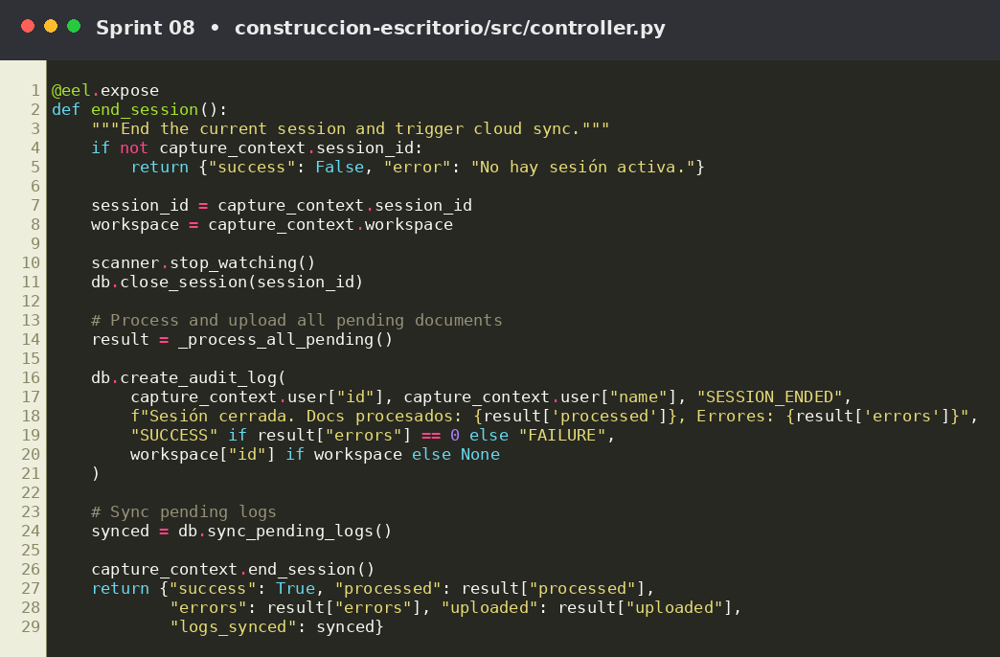 Sprint 08 • construccion-escritorio/src/controller.py
1 @eel.expose
2 def end_session():
3     """End the current session and trigger cloud sync."""
4     if not capture_context.session_id:
5         return {"success": False, "error": "No hay sesión activa."}
6
7     session_id = capture_context.session_id
8     workspace = capture_context.workspace
9
10     scanner.stop_watching()
11     db.close_session(session_id)
12
13     # Process and upload all pending documents
14     result = _process_all_pending()
15
16     db.create_audit_log(
17         capture_context.user["id"], capture_context.user["name"], "SESSION_ENDED",
18         f"Sesión cerrada. Docs procesados: {result['processed']}, Errores: {result['errors']}",
19         "SUCCESS" if result["errors"] == 0 else "FAILURE",
20         workspace["id"] if workspace else None
21     )
22
23     # Sync pending logs
24     synced = db.sync_pending_logs()
25
26     capture_context.end_session()
27     return {"success": True, "processed": result["processed"],
28             "errors": result["errors"], "uploaded": result["uploaded"],
29             "logs_synced": synced}